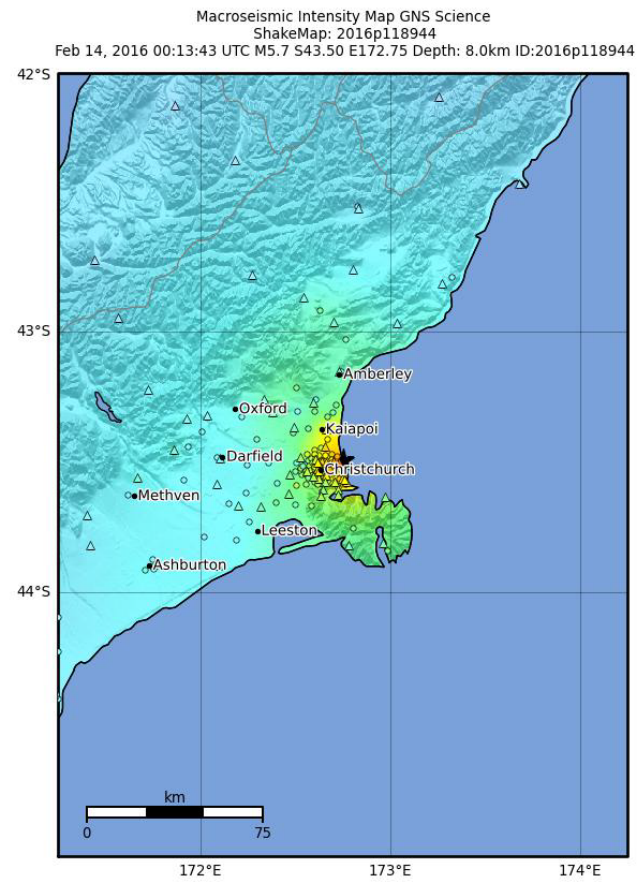 Macroseismic Intensity Map GNS Science
ShakeMap: 2016p118944
Feb 14, 2016 00:13:43 UTC M5.7 S43.50 E172.75 Depth: 8.0km ID:2016p118944
42°S
43°S
Amberley
Oxford
Kaiapoi
Darfield
Christchurch
Methven
Leeston
Ashburton
44°S
km
0 75
172°E 173°E 174°E